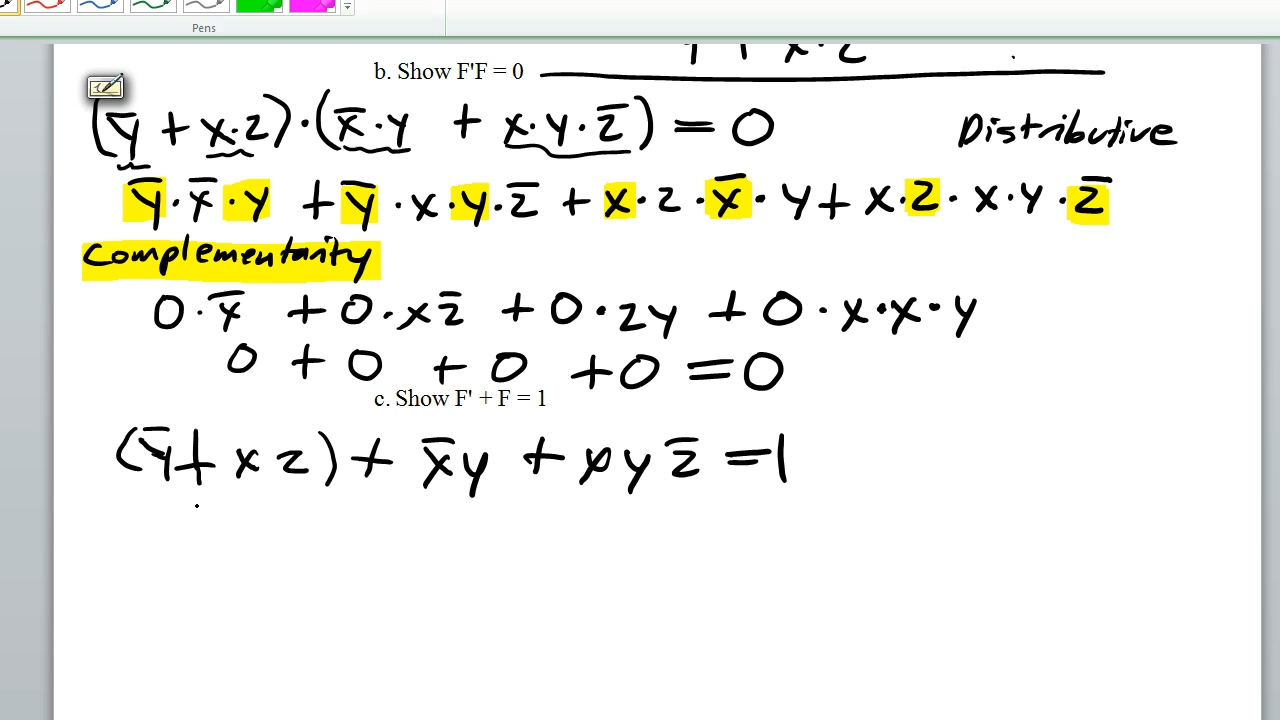 Pens
y + x·z
b. Show F'F = 0
(y̅ + x·z)·(x̅·y + x·y·z̅) = 0 Distributive
y̅·x̅·y + y̅·x·y·z̅ + x·z·x̅·y + x·z·x·y·z̅
Complementarity
0·x̅ + 0·xz̅ + 0·zy + 0·x·x·y
0 + 0 + 0 + 0 = 0
c. Show F' + F = 1
(y̅ + xz) + x̅y + xyz̅ = 1